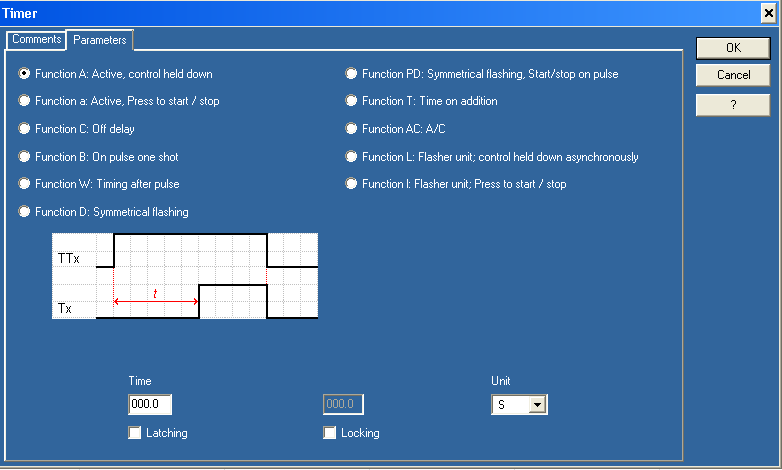 Timer
Comments Parameters
OK
Cancel
?
Function A: Active, control held down
Function a: Active, Press to start / stop
Function C: Off delay
Function B: On pulse one shot
Function W: Timing after pulse
Function D: Symmetrical flashing
Function PD: Symmetrical flashing, Start/stop on pulse
Function T: Time on addition
Function AC: A/C
Function L: Flasher unit; control held down asynchronously
Function l: Flasher unit; Press to start / stop
TTx
t
Tx
Time
Unit
000.0
000.0
S
Latching
Locking